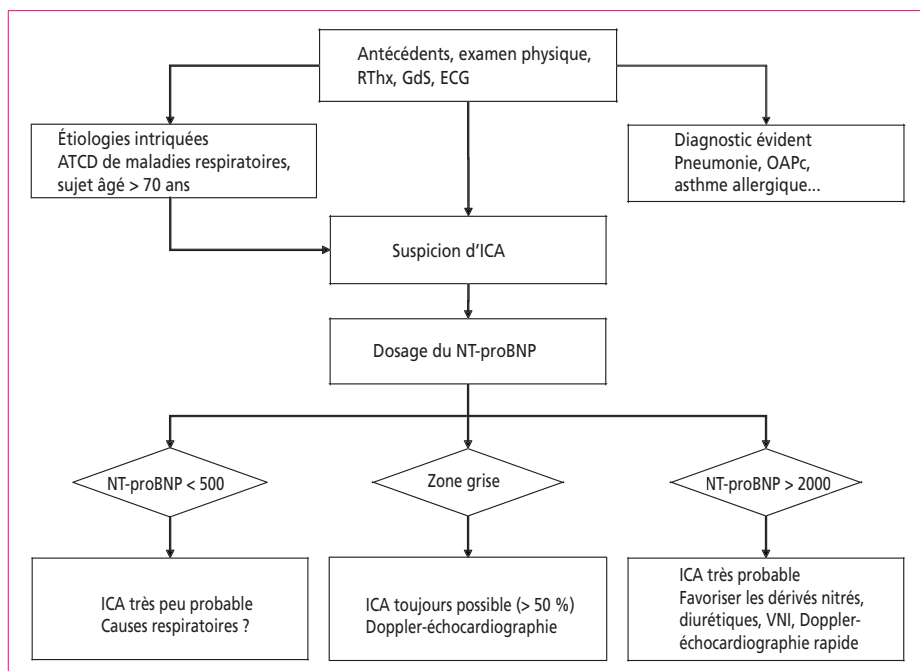 Antécédents, examen physique,
RThx, GdS, ECG
Étiologies intriquées
ATCD de maladies respiratoires,
sujet âgé > 70 ans
Diagnostic évident
Pneumonie, OAPc,
asthme allergique...
Suspicion d’ICA
Dosage du NT-proBNP
NT-proBNP < 500
Zone grise
NT-proBNP > 2000
ICA très peu probable
Causes respiratoires ?
ICA toujours possible (> 50 %)
Doppler-échocardiographie
ICA très probable
Favoriser les dérivés nitrés,
diurétiques, VNI, Doppler-
échocardiographie rapide